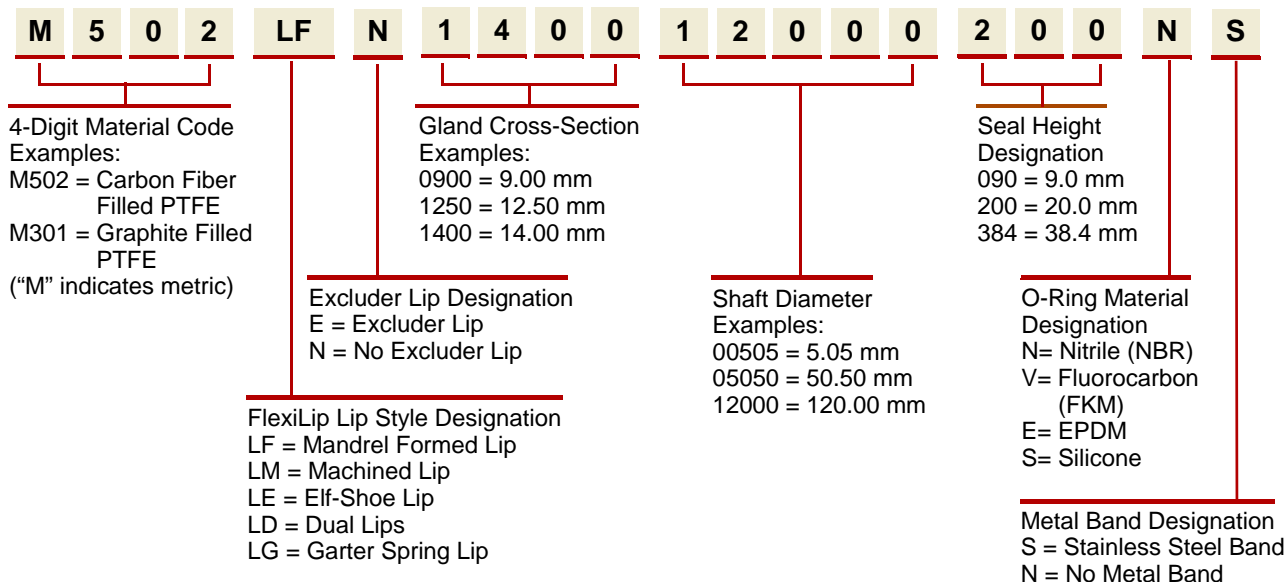 M 5 0 2 LF N 1 4 0 0 1 2 0 0 0 2 0 0 N S
4-Digit Material Code
Examples:
M502 = Carbon Fiber
Filled PTFE
M301 = Graphite Filled
PTFE
(“M” indicates metric)
Gland Cross-Section
Examples:
0900 = 9.00 mm
1250 = 12.50 mm
1400 = 14.00 mm
Seal Height
Designation
090 = 9.0 mm
200 = 20.0 mm
384 = 38.4 mm
Excluder Lip Designation
E = Excluder Lip
N = No Excluder Lip
Shaft Diameter
Examples:
00505 = 5.05 mm
05050 = 50.50 mm
12000 = 120.00 mm
O-Ring Material
Designation
N= Nitrile (NBR)
V= Fluorocarbon
(FKM)
E= EPDM
S= Silicone
FlexiLip Lip Style Designation
LF = Mandrel Formed Lip
LM = Machined Lip
LE = Elf-Shoe Lip
LD = Dual Lips
LG = Garter Spring Lip
Metal Band Designation
S = Stainless Steel Band
N = No Metal Band